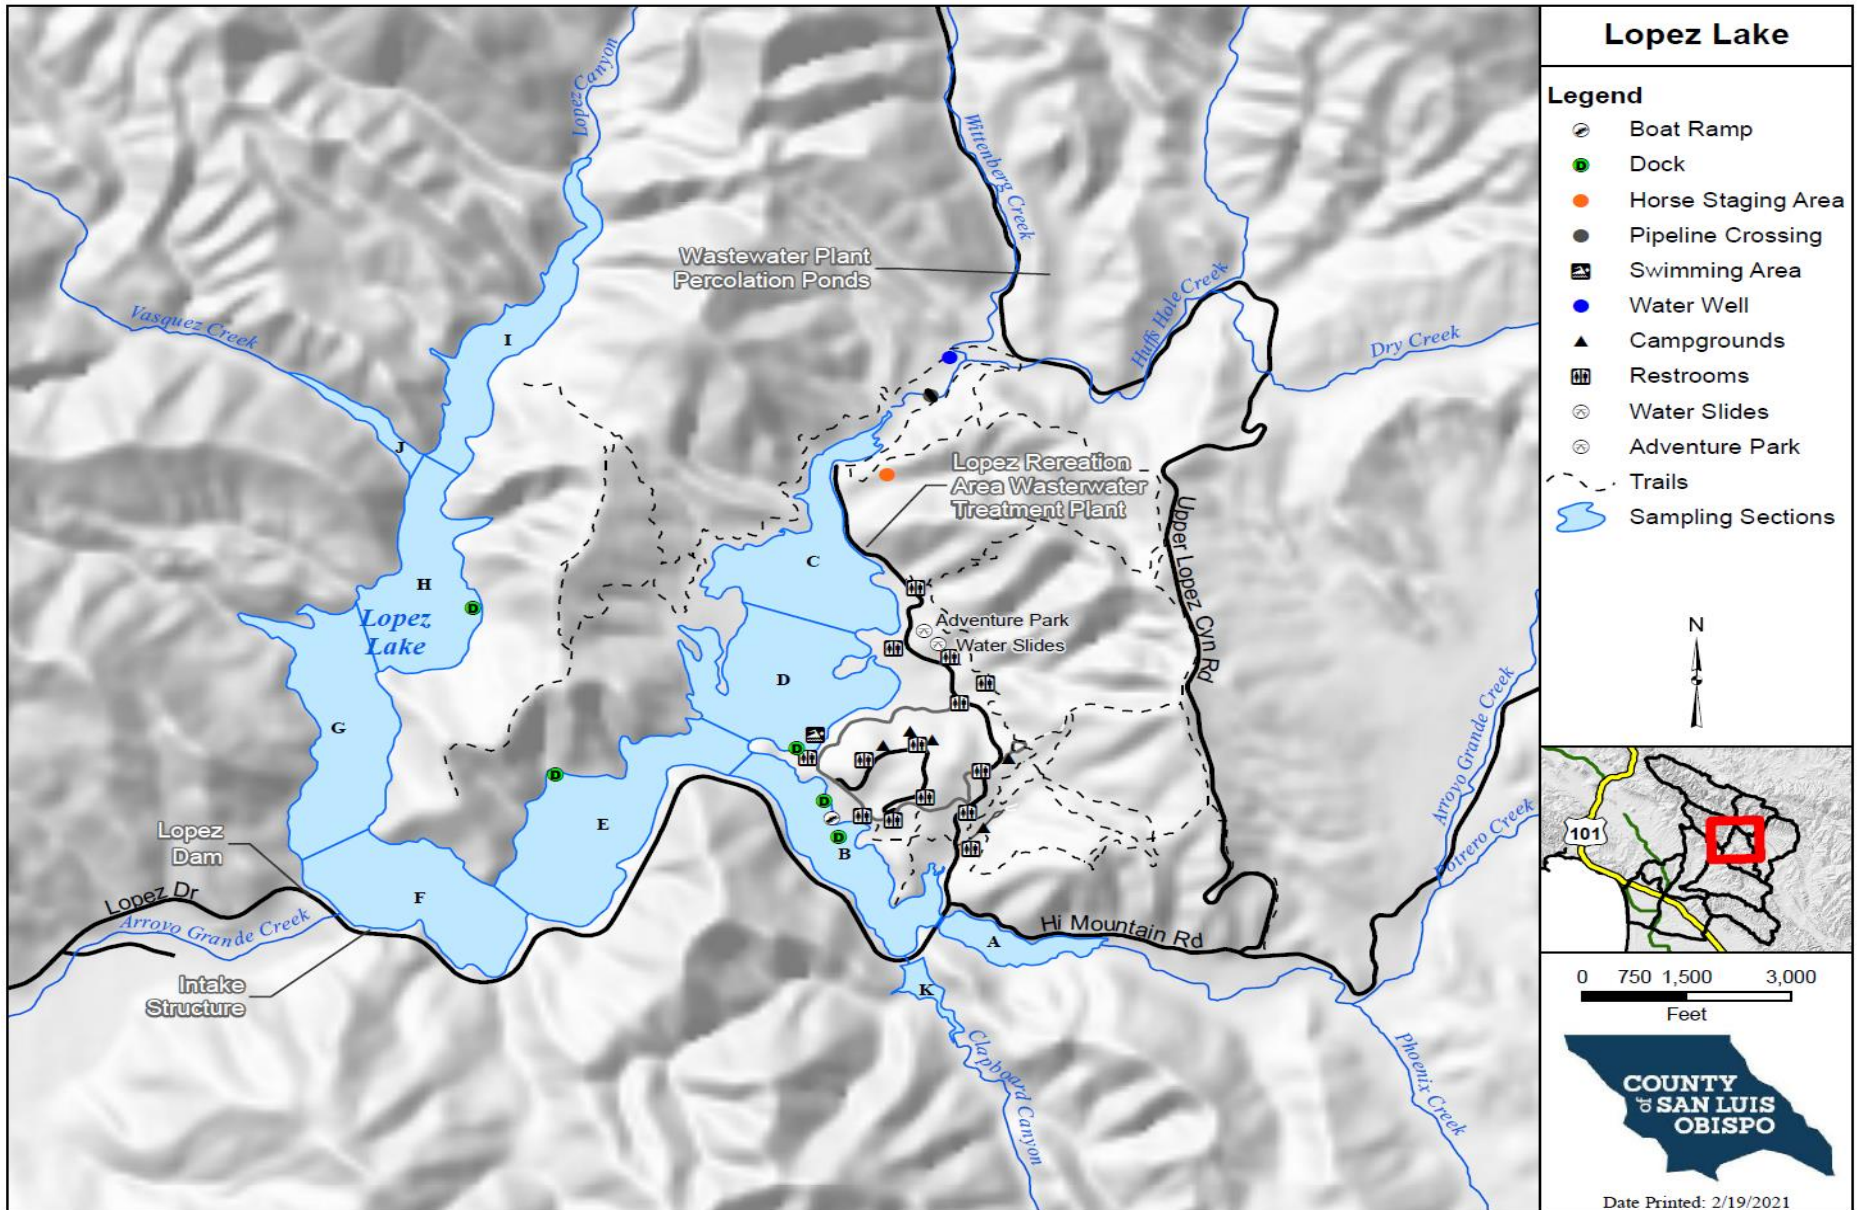 Lopez Lake
Legend
Boat Ramp
D Dock
Horse Staging Area
Pipeline Crossing
Swimming Area
Water Well
Campgrounds
Restrooms
Water Slides
Adventure Park
Trails
Sampling Sections
N
101
0 750 1,500 3,000
Feet
COUNTY
of SAN LUIS
OBISPO
Date Printed: 2/19/2021
Lopez Canyon
Wittenberg Creek
Wastewater Plant
Percolation Ponds
Huffs Hole Creek
Dry Creek
Vasquez Creek
I
J
Lopez Rereation
Area Wasterwater
Treatment Plant
Upper Lopez Cyn Rd
C
H
D
Lopez
Lake
Adventure Park
Water Slides
D
G
D
D
D
E
D
B
Arroyo Grande Creek
Potrero Creek
Lopez
Dam
Lopez Dr
Arroyo Grande Creek
F
Hi Mountain Rd
A
Intake
Structure
K
Clapboard Canyon
Phoenix Creek